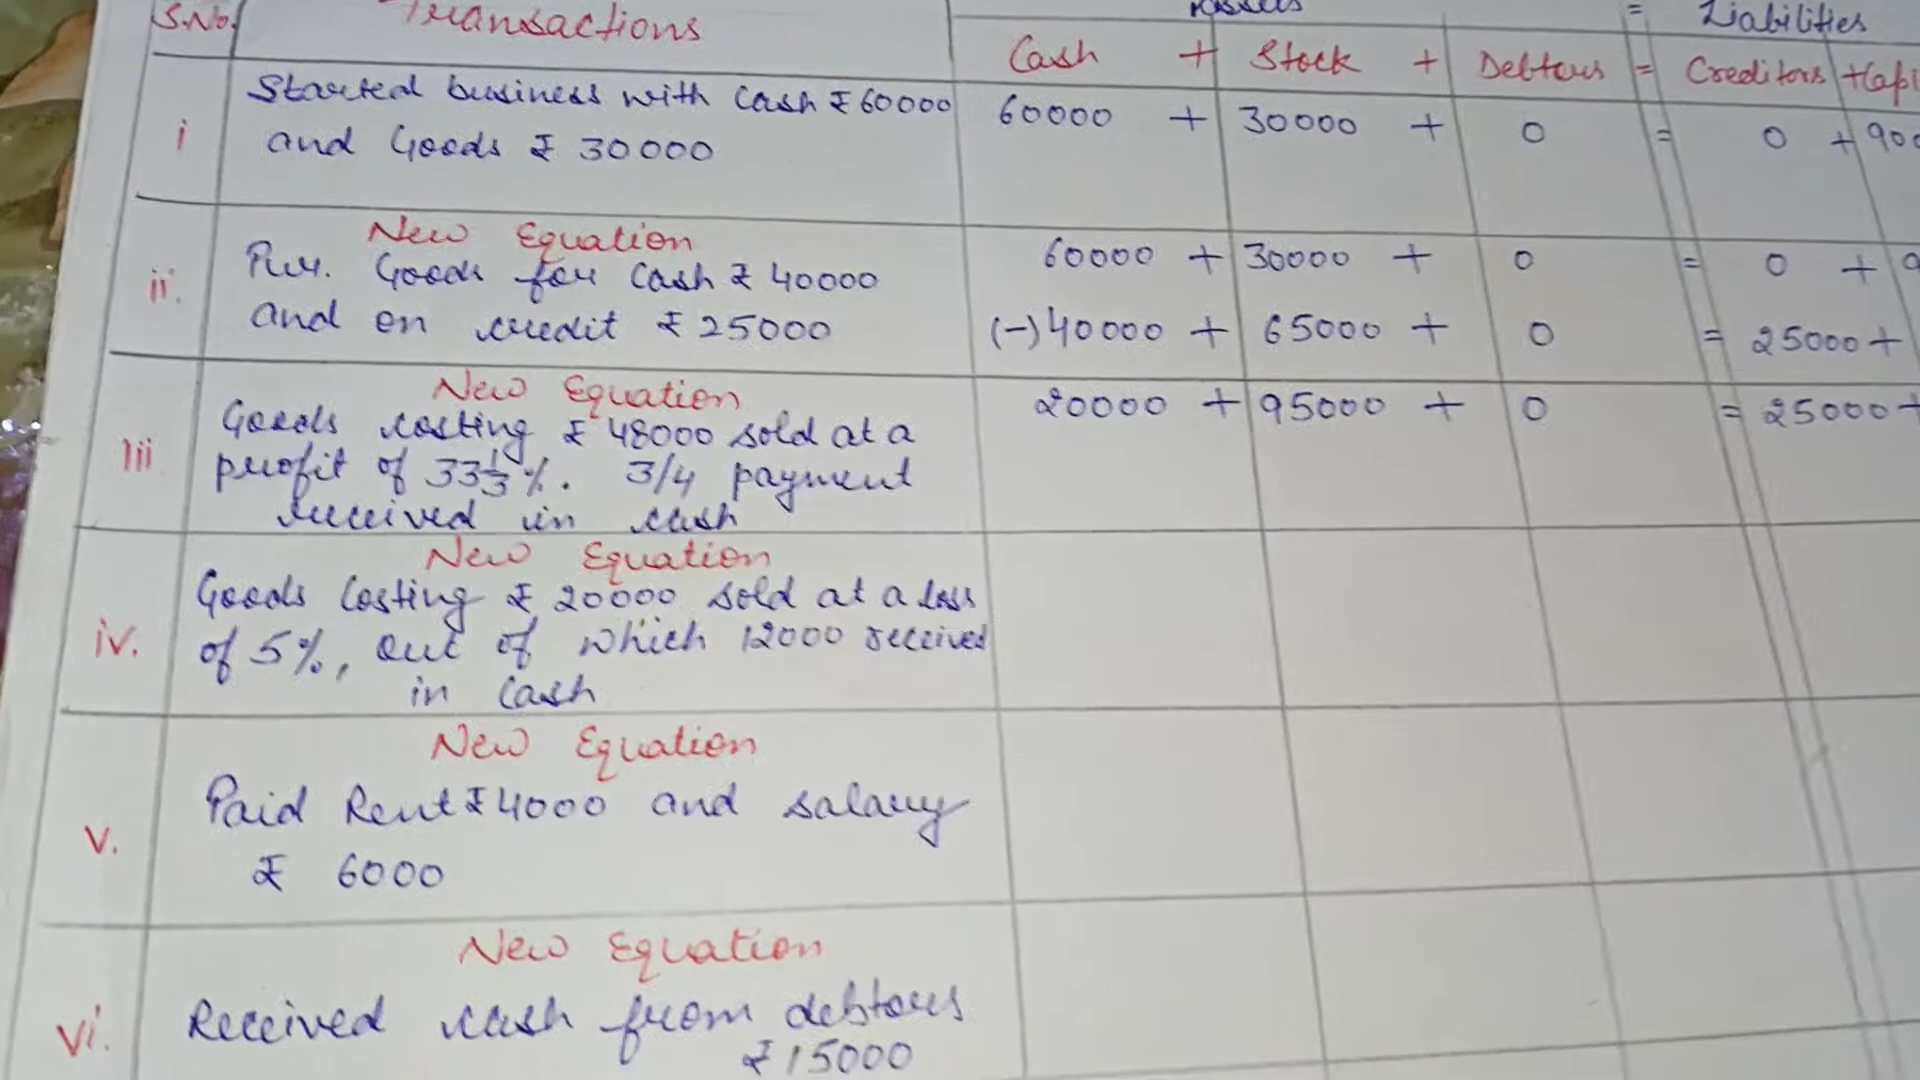 Assets = Liabilities
S.No. Transactions Cash + Stock + Debtors = Creditors +
i Started business with Cash ₹60000 60000 + 30000 + 0 = 0 +
and Goods ₹ 30000
New Equation 60000 + 30000 + 0 = 0 +
ii. Pur. Goods for Cash ₹ 40000
and on credit ₹ 25000 (-) 40000 + 65000 + 0 = 25000 +
New Equation 20000 + 95000 + 0 = 25000 +
iii Goods costing ₹ 48000 sold at a
profit of 33 1/3 %. 3/4 payment
received in cash
New Equation
Goods Costing ₹ 20000 sold at a loss
iv. of 5%, out of which 12000 received
in Cash
New Equation
Paid Rent ₹4000 and salary
v. ₹ 6000
New Equation
vi. Received cash from debtors
₹15000